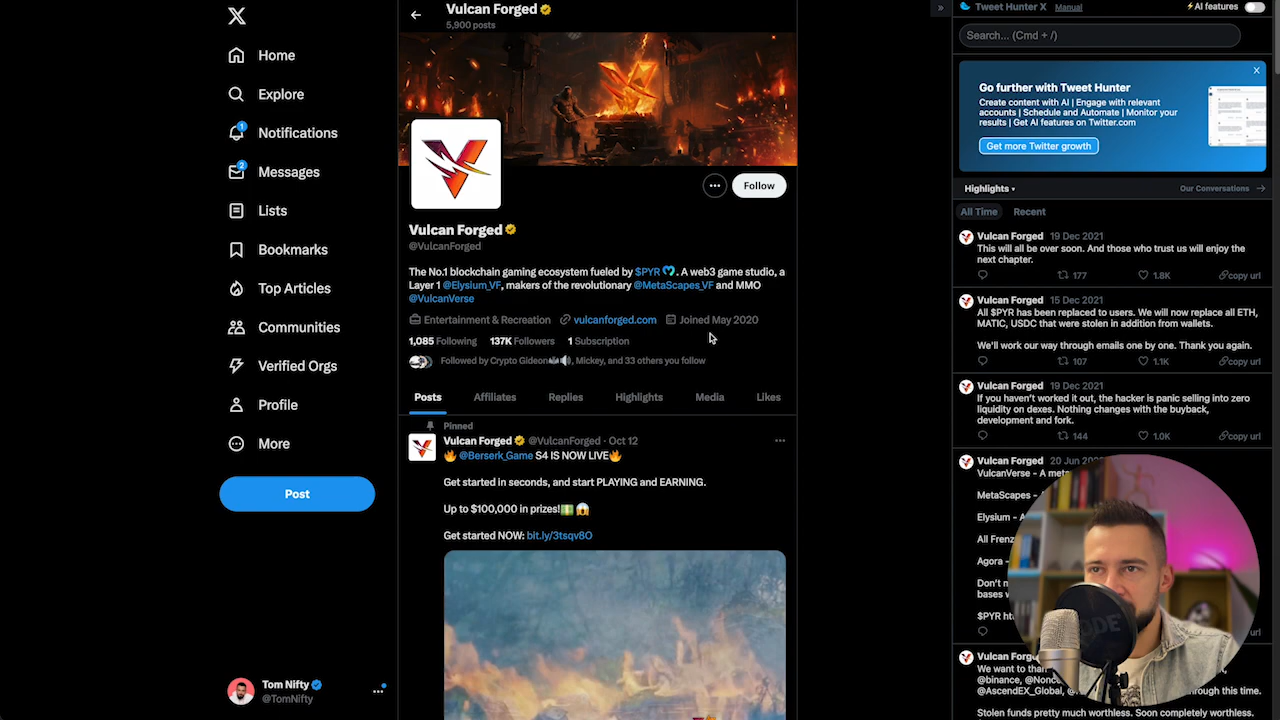 Home
Explore
1
Notifications
2
Messages
Lists
Bookmarks
Top Articles
Communities
Verified Orgs
Profile
More
Post
Tom Nifty
@TomNifty
Vulcan Forged
5,900 posts
Follow
Vulcan Forged
@VulcanForged
The No.1 blockchain gaming ecosystem fueled by $PYR . A web3 game studio, a
Layer 1 @Elysium_VF, makers of the revolutionary @MetaScapes_VF and MMO
@VulcanVerse
Entertainment & Recreation vulcanforged.com Joined May 2020
1,085 Following 137K Followers 1 Subscription
Followed by Crypto Gideon, Mickey, and 33 others you follow
Posts Affiliates Replies Highlights Media Likes
Pinned
Vulcan Forged @VulcanForged · Oct 12
🔥 @Berserk_Game S4 IS NOW LIVE🔥
Get started in seconds, and start PLAYING and EARNING.
Up to $100,000 in prizes!💵😱
Get started NOW: bit.ly/3tsqv8O
Tweet Hunter X Manual ⚡AI features
Search... (Cmd + /)
Go further with Tweet Hunter
Create content with AI | Engage with relevant
accounts | Schedule and Automate | Monitor your
results | Get AI features on Twitter.com
Get more Twitter growth
Highlights Our Conversations
All Time Recent
Vulcan Forged 19 Dec 2021
This will all be over soon. And those who trust us will enjoy the
next chapter.
177 1.8K copy url
Vulcan Forged 15 Dec 2021
All $PYR has been replaced to users. We will now replace all ETH,
MATIC, USDC that were stolen in addition from wallets.
We'll work our way through emails one by one. Thank you again.
107 1.1K copy url
Vulcan Forged 19 Dec 2021
If you haven't worked it out, the hacker is panic selling into zero
liquidity on dexes. Nothing changes with the buyback,
development and fork.
144 1.0K copy url
Vulcan Forged 20 Jun
VulcanVerse - A
MetaScapes -
Elysium -
All Frenz
Agora -
Don't
bases
$PYR
url
Vulcan Forg
We want to
@binance,
@AscendEX_Global, through this time.
Stolen funds pretty much worthless. Soon completely worthless.